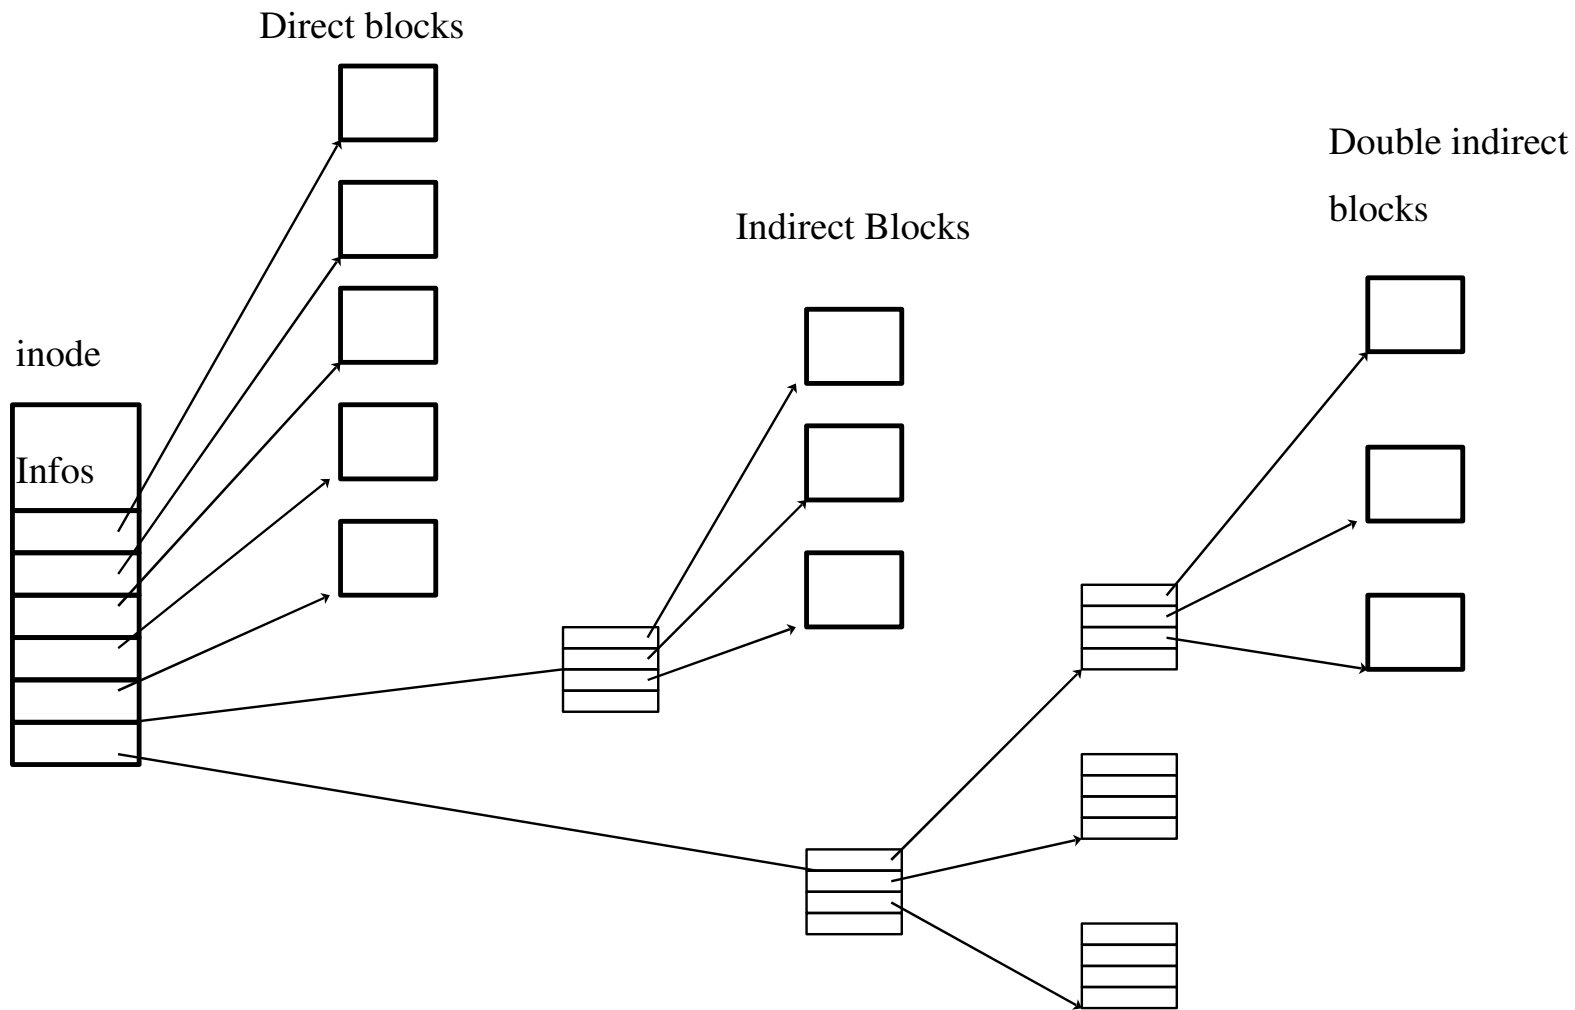 Direct blocks
Double indirect
blocks
Indirect Blocks
inode
Infos